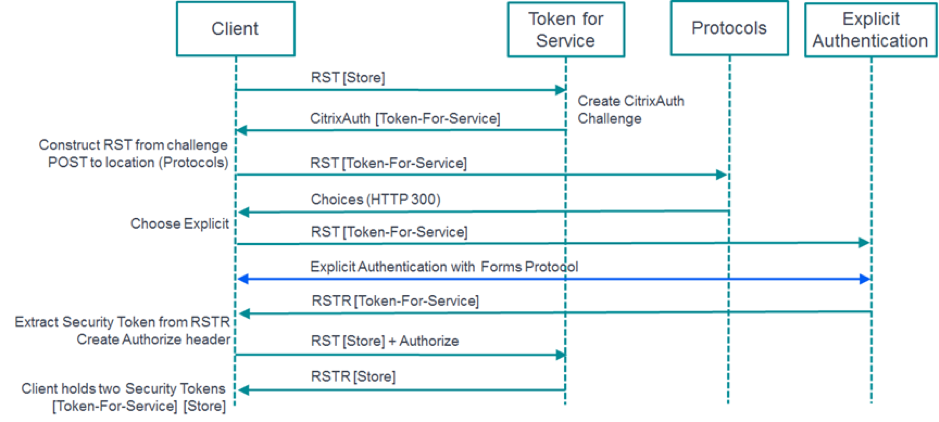 Client
Token for
Service
Protocols
Explicit
Authentication
RST [Store]
Create CitrixAuth
Challenge
CitrixAuth [Token-For-Service]
Construct RST from challenge
POST to location (Protocols)
RST [Token-For-Service]
Choices (HTTP 300)
Choose Explicit
RST [Token-For-Service]
Explicit Authentication with Forms Protocol
RSTR [Token-For-Service]
Extract Security Token from RSTR
Create Authorize header
RST [Store] + Authorize
RSTR [Store]
Client holds two Security Tokens
[Token-For-Service] [Store]